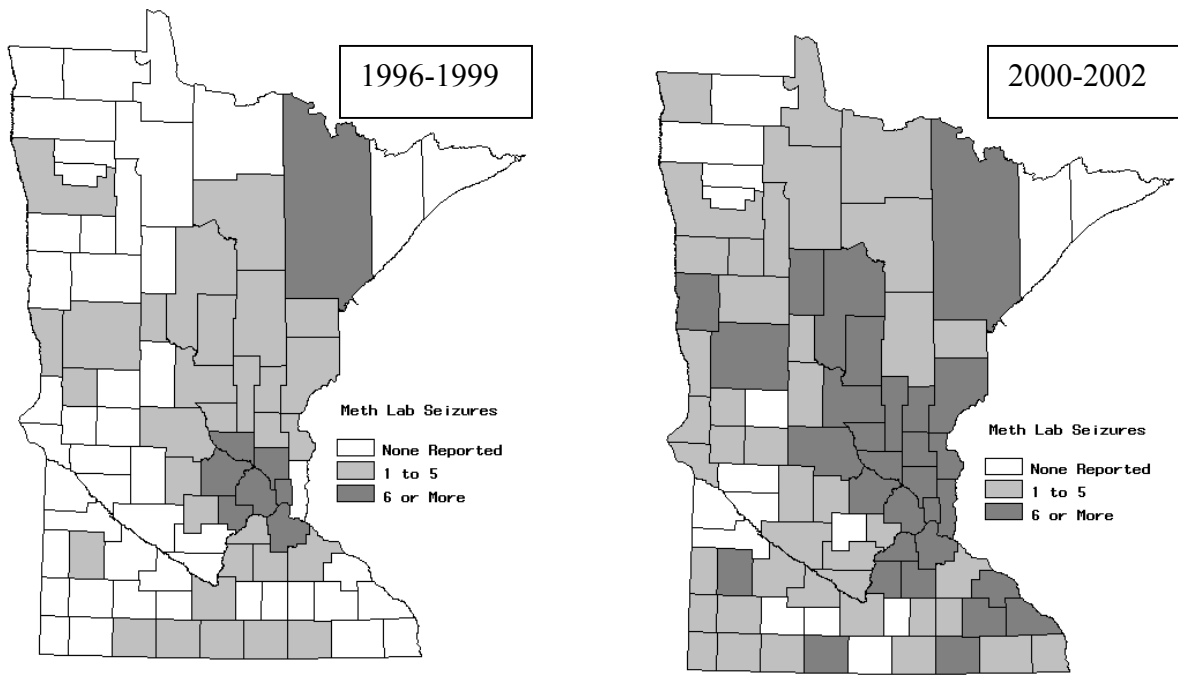 1996-1999
Meth Lab Seizures
None Reported
1 to 5
6 or More
2000-2002
Meth Lab Seizures
None Reported
1 to 5
6 or More